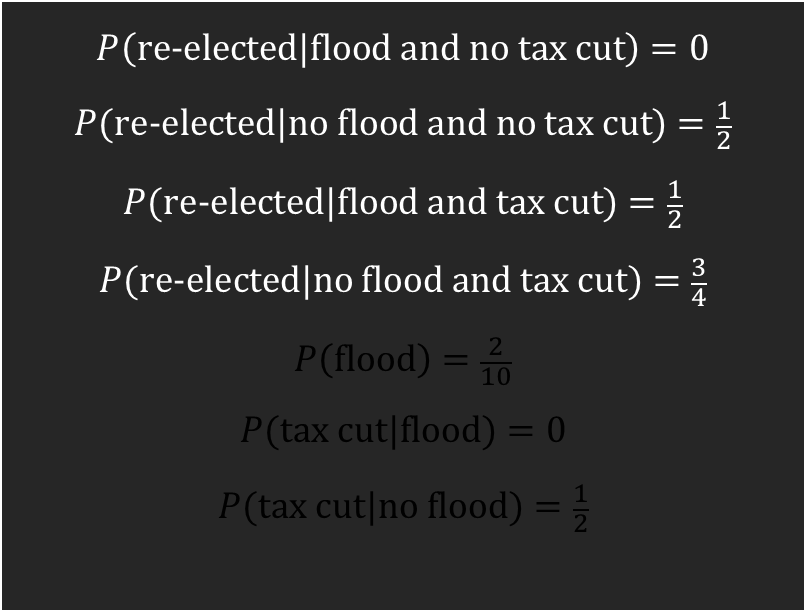 P(re-elected|flood and no tax cut) = 0
P(re-elected|no flood and no tax cut) = 1/2
P(re-elected|flood and tax cut) = 1/2
P(re-elected|no flood and tax cut) = 3/4
P(flood) = 2/10
P(tax cut|flood) = 0
P(tax cut|no flood) = 1/2